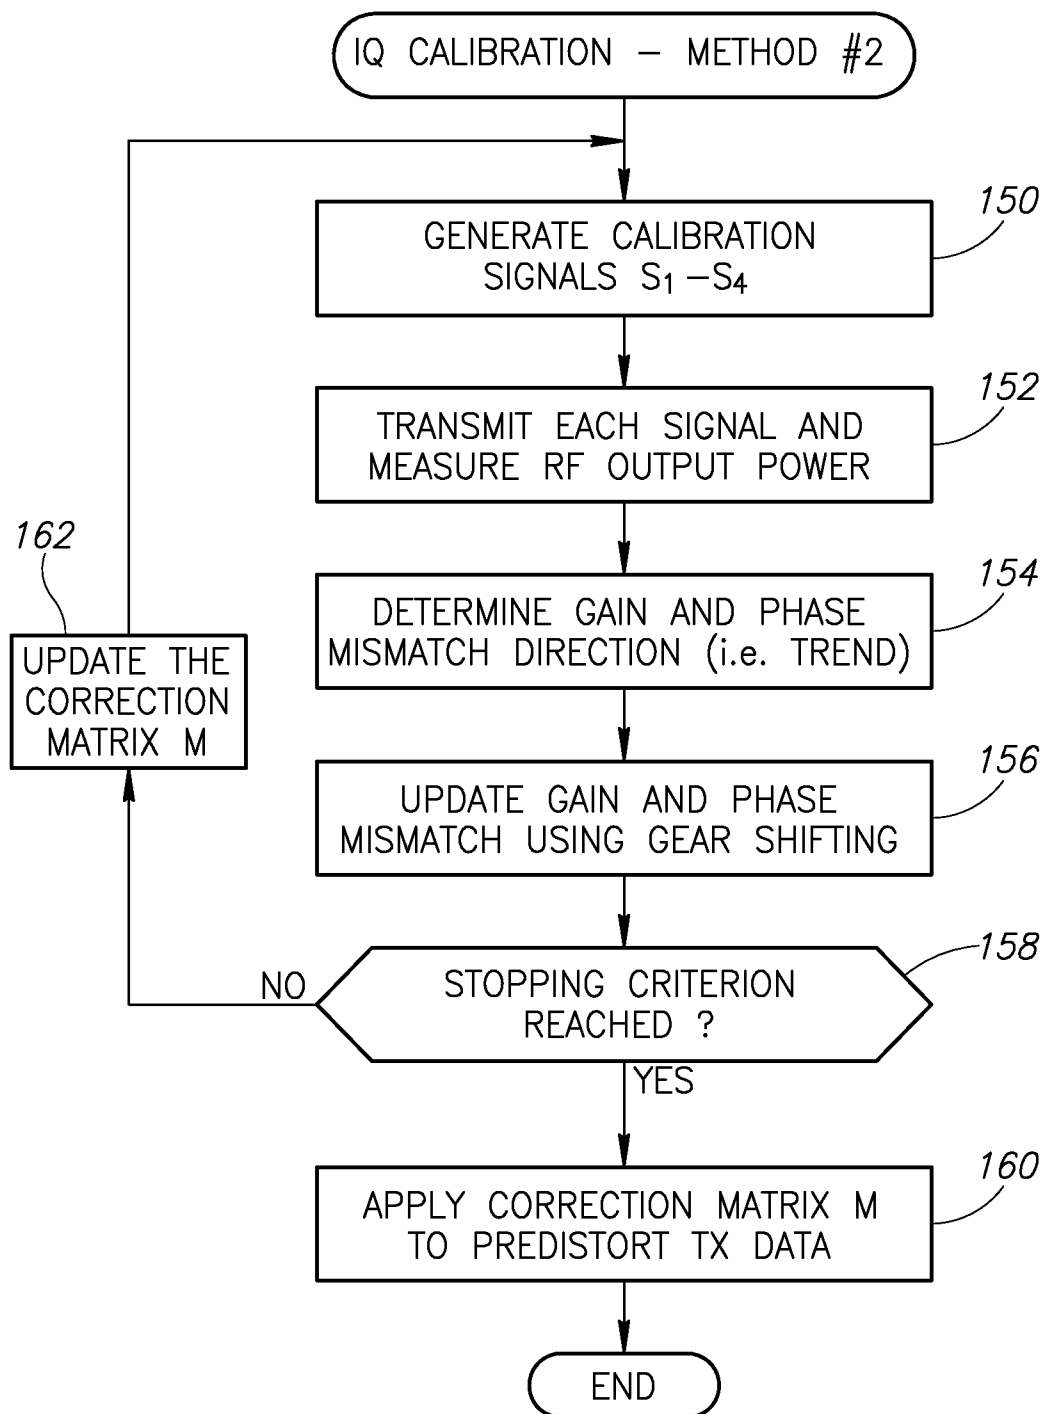 IQ CALIBRATION – METHOD #2
150
GENERATE CALIBRATION
SIGNALS S₁ – S₄
152
TRANSMIT EACH SIGNAL AND
MEASURE RF OUTPUT POWER
162
UPDATE THE
CORRECTION
MATRIX M
154
DETERMINE GAIN AND PHASE
MISMATCH DIRECTION (i.e. TREND)
156
UPDATE GAIN AND PHASE
MISMATCH USING GEAR SHIFTING
158
NO
STOPPING CRITERION
REACHED ?
YES
160
APPLY CORRECTION MATRIX M
TO PREDISTORT TX DATA
END